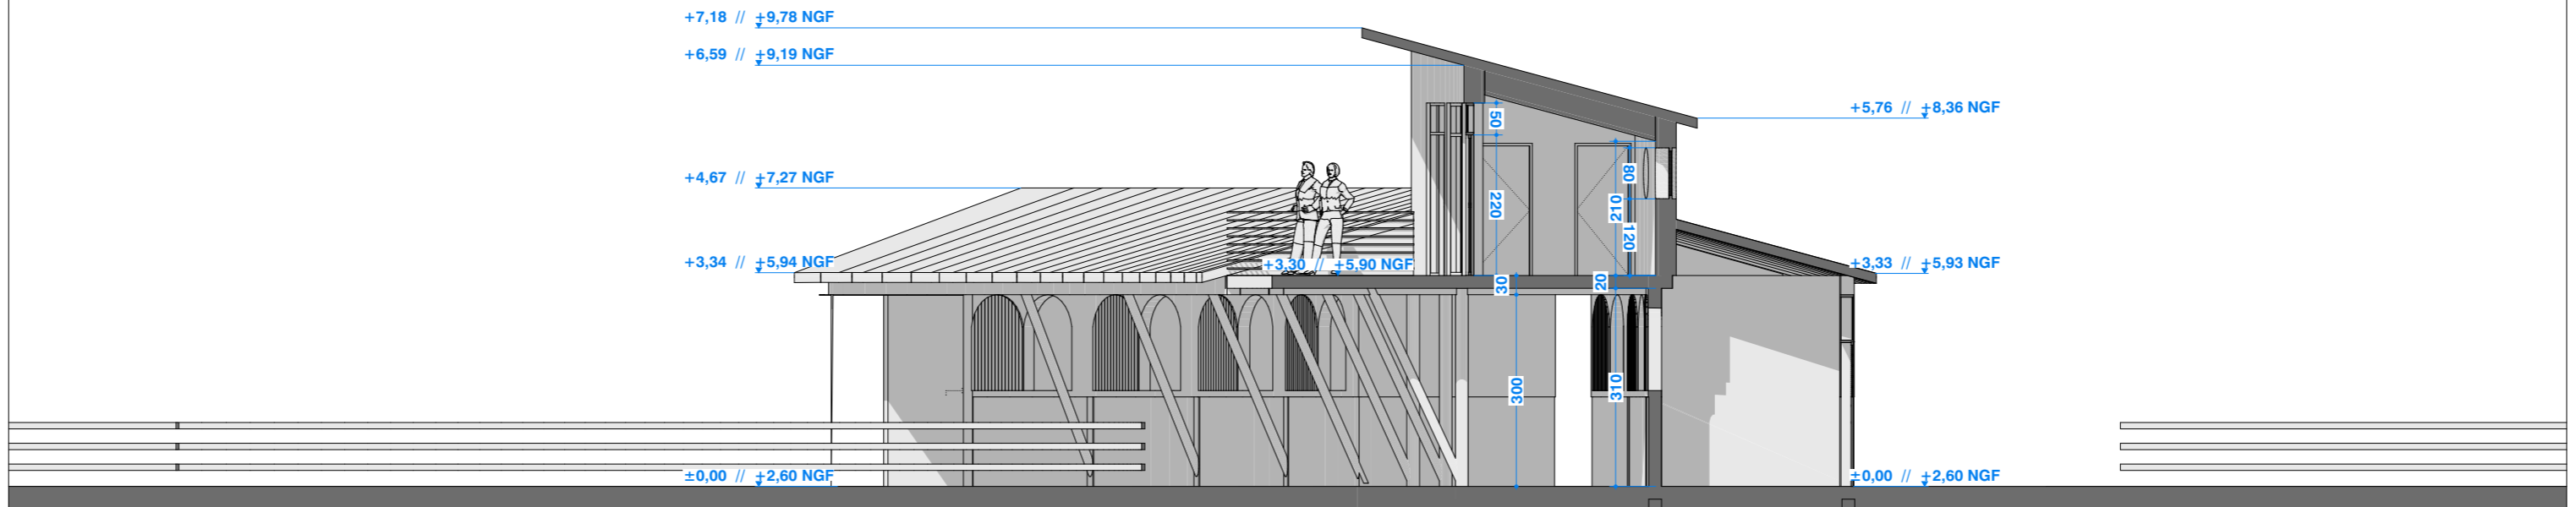 +7,18 // +9,78 NGF
+6,59 // +9,19 NGF
+5,76 // +8,36 NGF
50
80
+4,67 // +7,27 NGF
220
210
120
+3,34 // +5,94 NGF
+3,30 // +5,90 NGF
+3,33 // +5,93 NGF
30
20
300
310
±0,00 // +2,60 NGF
±0,00 // +2,60 NGF